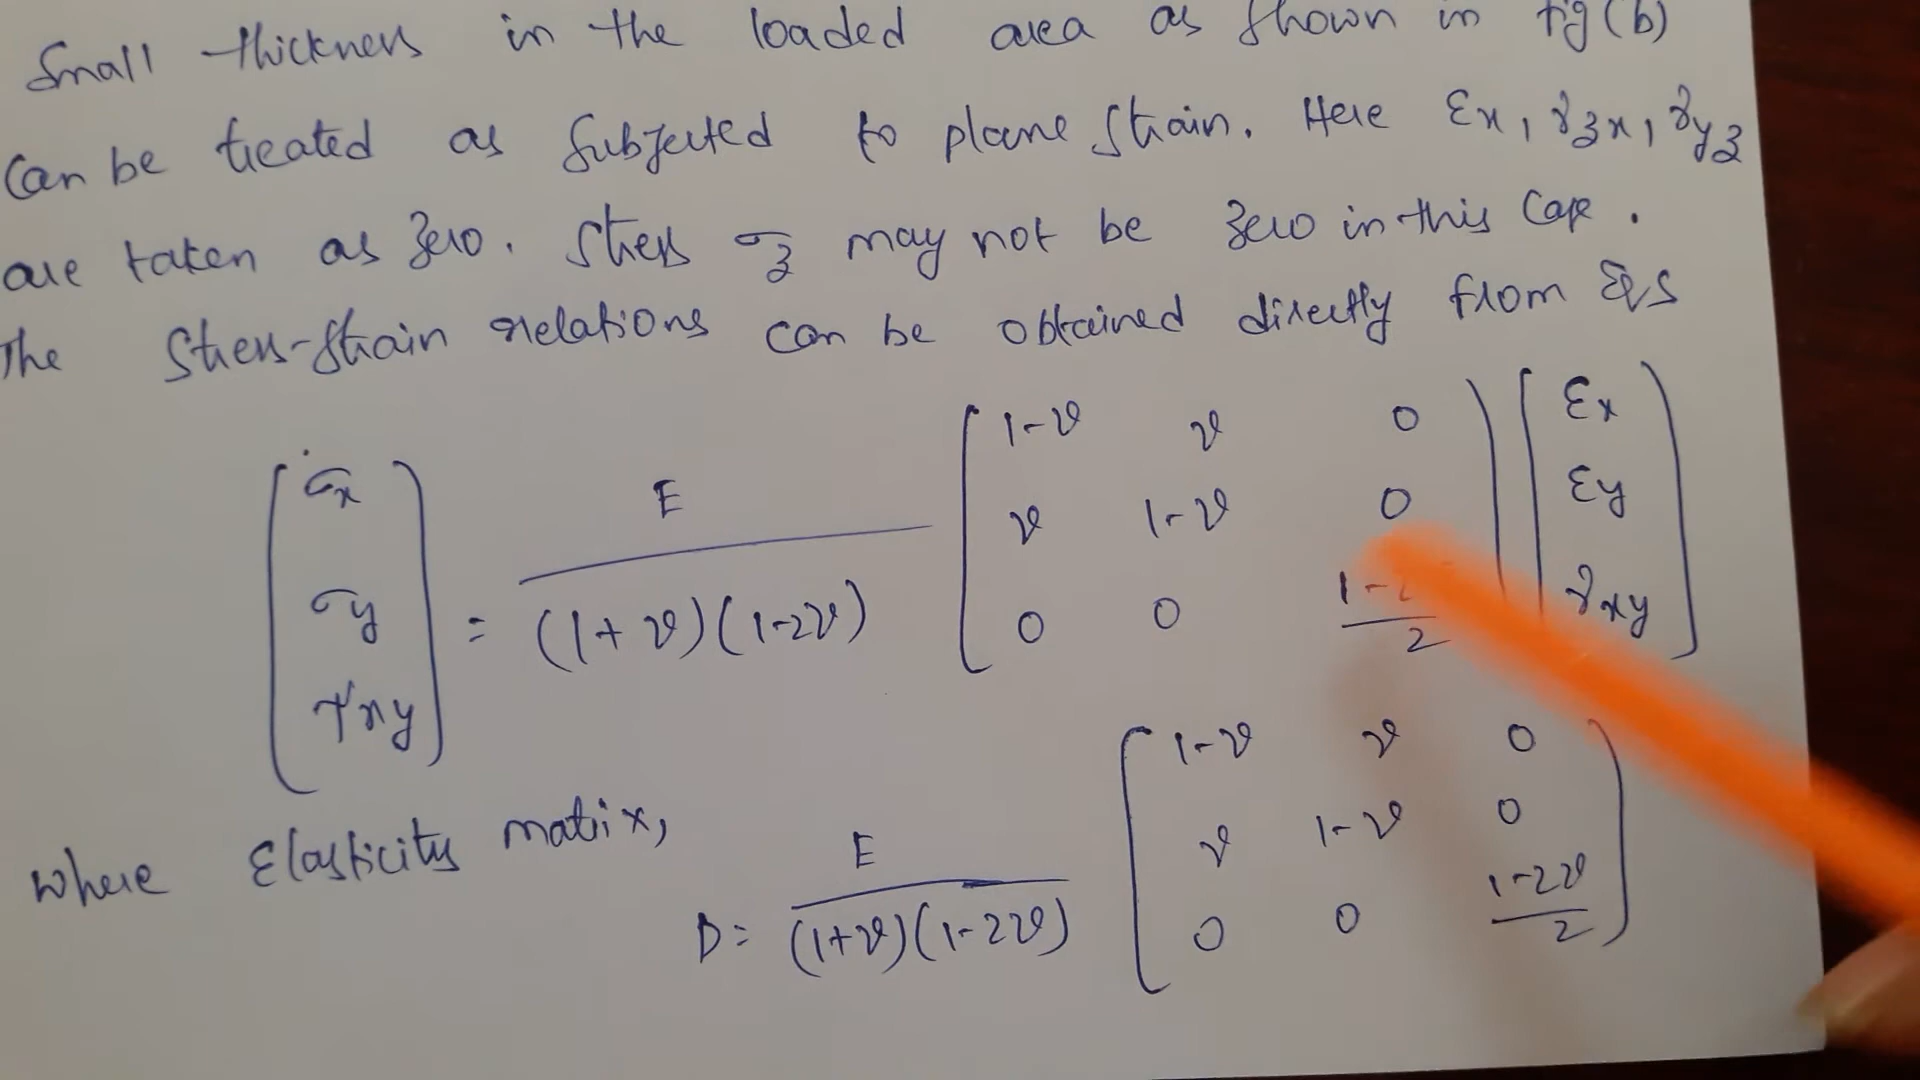 Small thickness in the loaded area as shown in fig (b)
Can be treated as Subjected to plane Strain. Here εx, γzx, γyz
are taken as zero. Stress σz may not be zero in this Case.
The Stress-Strain relations can be obtained directly from Eqs
[σx σy τxy] = E / (1+ν)(1-2ν) [1-ν ν 0
ν 1-ν 0
0 0 1- / 2] [εx εy γxy]
where Elasticity matrix,
D = E / (1+ν)(1-2ν) [1-ν ν 0
ν 1-ν 0
0 0 1-2ν / 2]